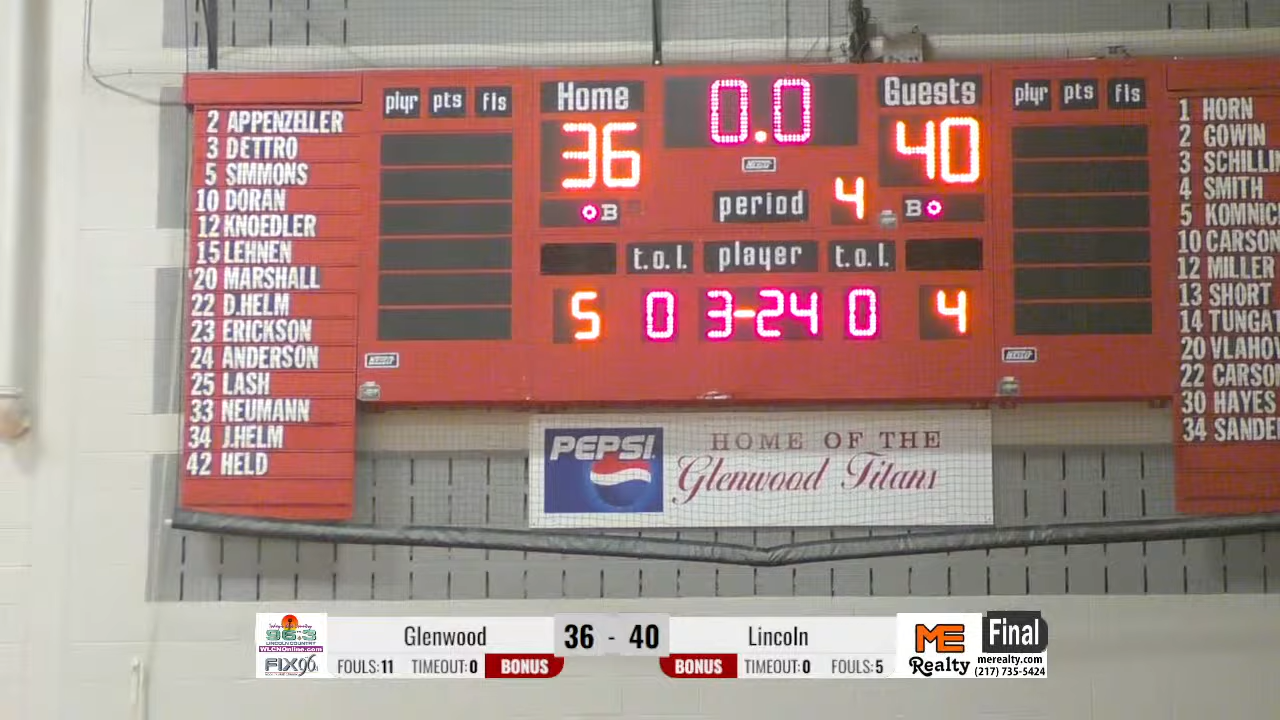 plyr pts fls
Home
0.0
Guests
plyr pts fls
36
40
B
period
4
B
t.o.l.
player
t.o.l.
5
0
3-24
0
4
2 APPENZELLER
3 DETTRO
5 SIMMONS
10 DORAN
12 KNOEDLER
15 LEHNEN
20 MARSHALL
22 D.HELM
23 ERICKSON
24 ANDERSON
25 LASH
33 NEUMANN
34 J.HELM
42 HELD
1 HORN
2 GOWIN
3 SCHILLIN
4 SMITH
5 KOMNIC
10 CARSON
12 MILLER
13 SHORT
14 TUNGAT
20 VLAHOV
22 CARSO
30 HAYES
34 SANDE
PEPSI
HOME OF THE
Glenwood Titans
96.3
LINCOLN COUNTRY
WLCNOnline.com
FIX96
Glenwood
36 - 40
Lincoln
FOULS: 11 TIMEOUT: 0 BONUS
BONUS TIMEOUT: 0 FOULS: 5
ME
Realty
Final
merealty.com
(217) 735-5424